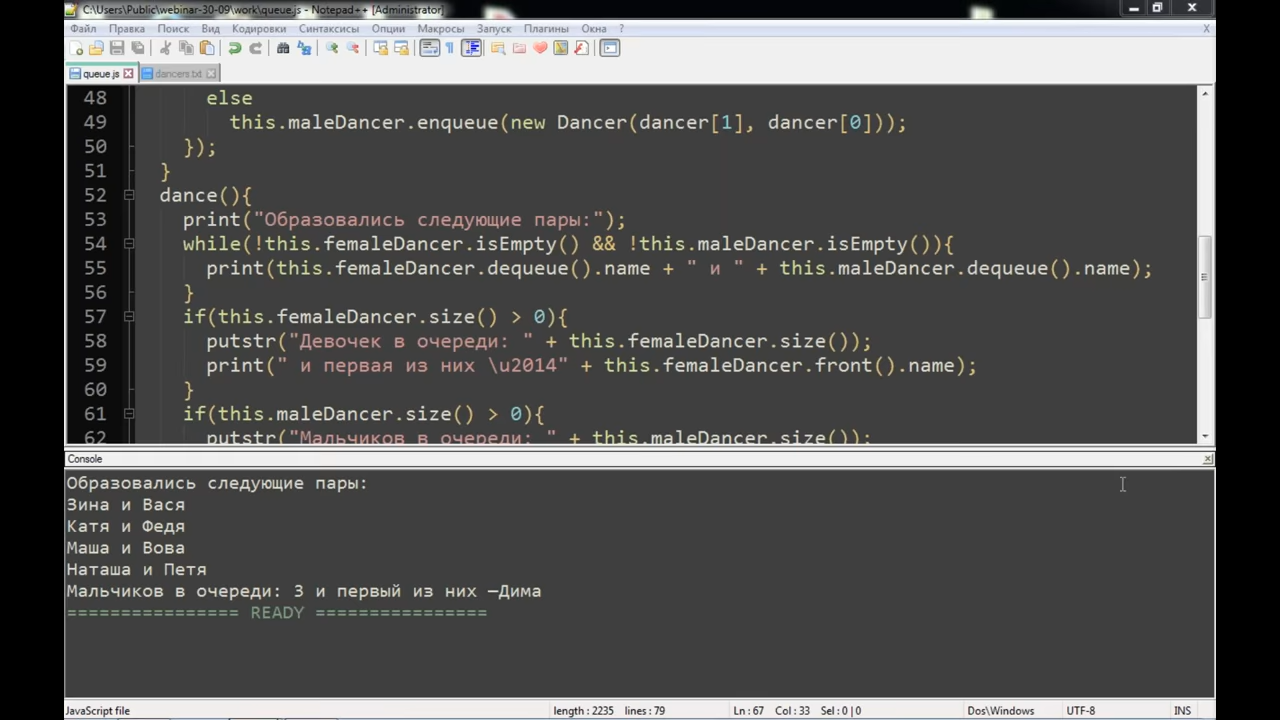 C:\Users\Public\webinar-30-09\work\queue.js - Notepad++ [Administrator]
Файл Правка Поиск Вид Кодировки Синтаксисы Опции Макросы Запуск Плагины Окна ? X
queue.js dancers.txt
48 else
49 this.maleDancer.enqueue(new Dancer(dancer[1], dancer[0]));
50 });
51 }
52 dance(){
53 print("Образовались следующие пары:");
54 while(!this.femaleDancer.isEmpty() && !this.maleDancer.isEmpty()){
55 print(this.femaleDancer.dequeue().name + " и " + this.maleDancer.dequeue().name);
56 }
57 if(this.femaleDancer.size() > 0){
58 putstr("Девочек в очереди: " + this.femaleDancer.size());
59 print(" и первая из них \u2014" + this.femaleDancer.front().name);
60 }
61 if(this.maleDancer.size() > 0){
62 putstr("Мальчиков в очереди: " + this.maleDancer.size());
Console
Образовались следующие пары:
Зина и Вася
Катя и Федя
Маша и Вова
Наташа и Петя
Мальчиков в очереди: 3 и первый из них —Дима
================ READY ================
JavaScript file length : 2235 lines : 79 Ln : 67 Col : 33 Sel : 0 | 0 Dos\Windows UTF-8 INS